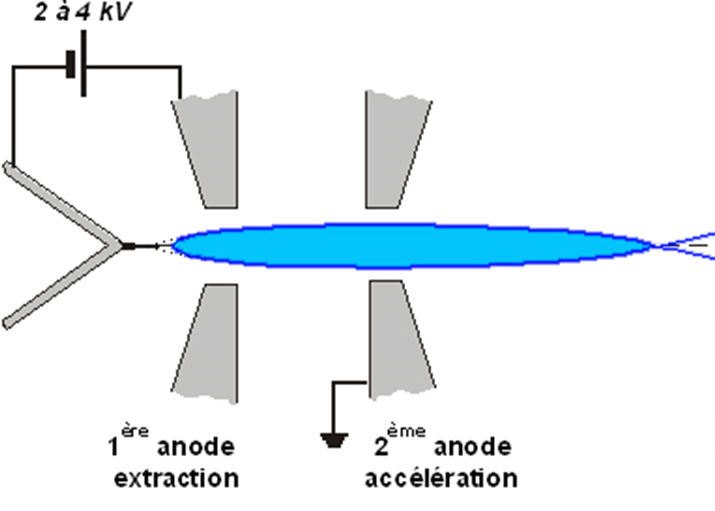 2 à 4 kV
1ère anode
extraction
2ème anode
accélération